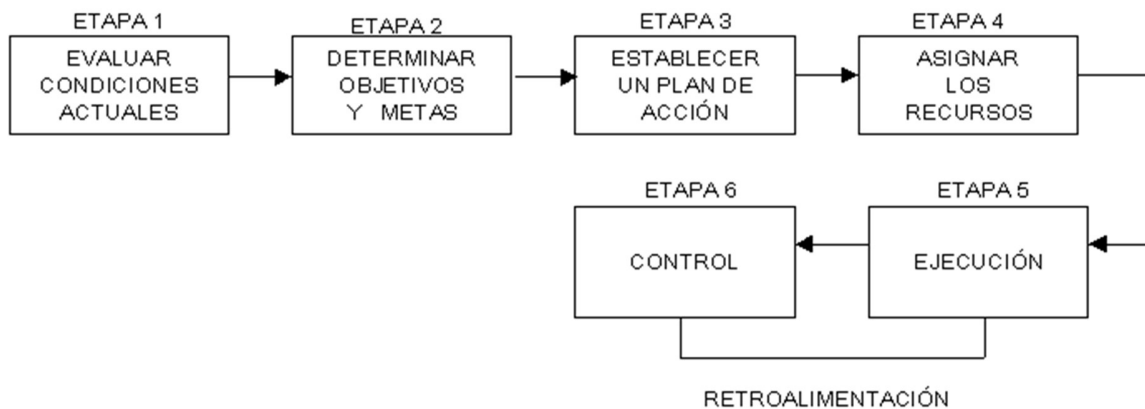 ETAPA 1
EVALUAR
CONDICIONES
ACTUALES
ETAPA 2
DETERMINAR
OBJETIVOS
Y METAS
ETAPA 3
ESTABLECER
UN PLAN DE
ACCIÓN
ETAPA 4
ASIGNAR
LOS
RECURSOS
ETAPA 5
EJECUCIÓN
ETAPA 6
CONTROL
RETROALIMENTACIÓN